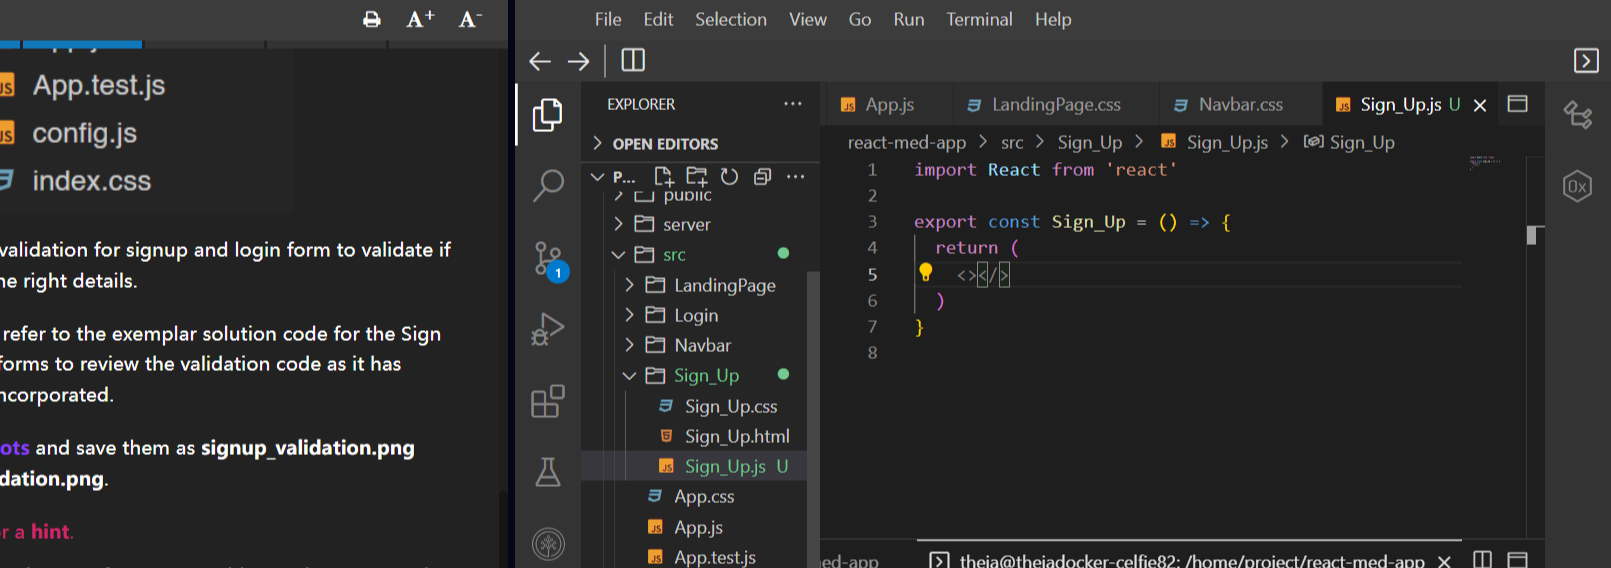 A+ A-
App.test.js
config.js
index.css
validation for signup and login form to validate if
he right details.
refer to the exemplar solution code for the Sign
forms to review the validation code as it has
ncorporated.
ots and save them as signup_validation.png
dation.png.
r a hint.
File Edit Selection View Go Run Terminal Help
EXPLORER
OPEN EDITORS
P...
public
server
src
LandingPage
Login
Navbar
Sign_Up
Sign_Up.css
Sign_Up.html
Sign_Up.js U
App.css
App.js
App.test.js
1
App.js LandingPage.css Navbar.css Sign_Up.js U
react-med-app > src > Sign_Up > Sign_Up.js > Sign_Up
1 import React from 'react'
2
3 export const Sign_Up = () => {
4 return (
5 <></>
6 )
7 }
8
ed-app theia@theiadocker-celfie82: /home/project/react-med-app
0x